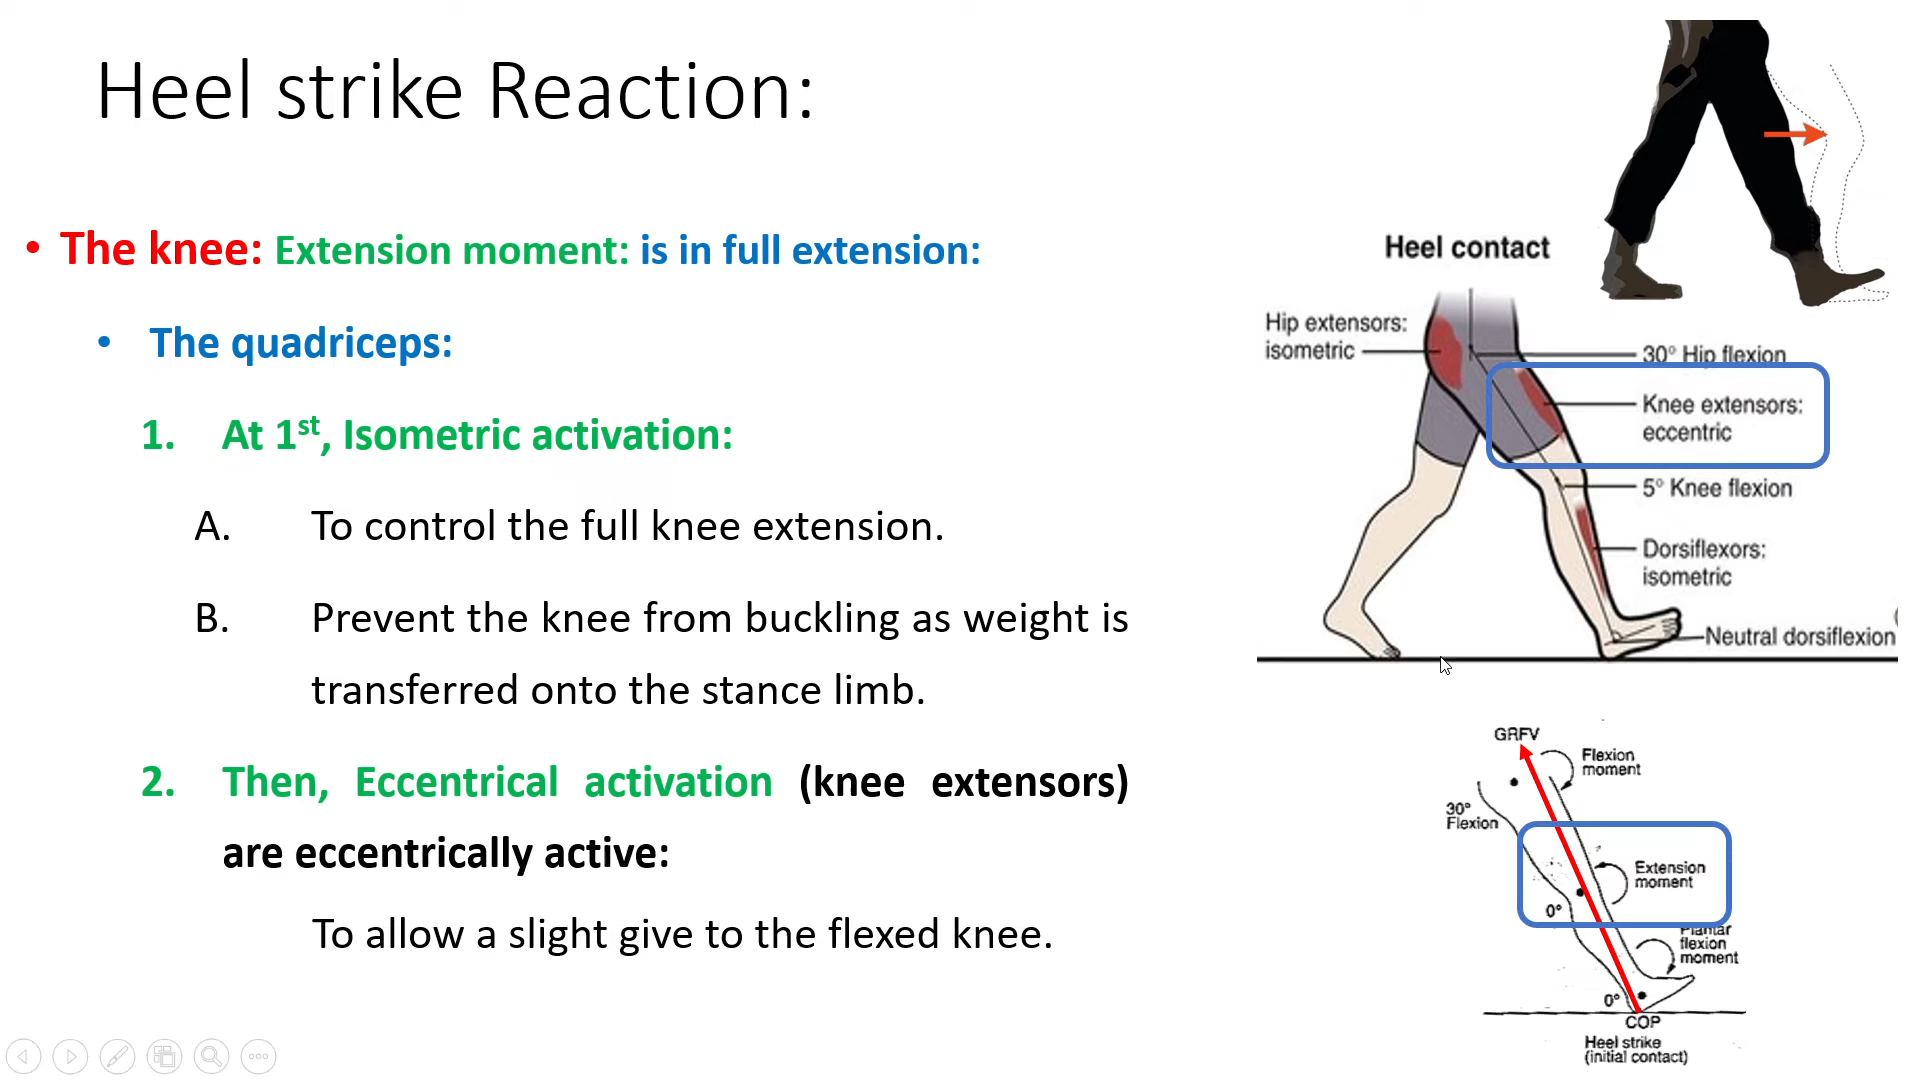 Heel strike Reaction:
• The knee: Extension moment: is in full extension:
• The quadriceps:
1. At 1st, Isometric activation:
A. To control the full knee extension.
B. Prevent the knee from buckling as weight is
transferred onto the stance limb.
2. Then, Eccentrical activation (knee extensors)
are eccentrically active:
To allow a slight give to the flexed knee.
Heel contact
Hip extensors:
isometric
30° Hip flexion
Knee extensors:
eccentric
5° Knee flexion
Dorsiflexors:
isometric
Neutral dorsiflexion
GRFV
Flexion
moment
30°
Flexion
Extension
moment
0°
Plantar
flexion
moment
0°
COP
Heel strike
(initial contact)